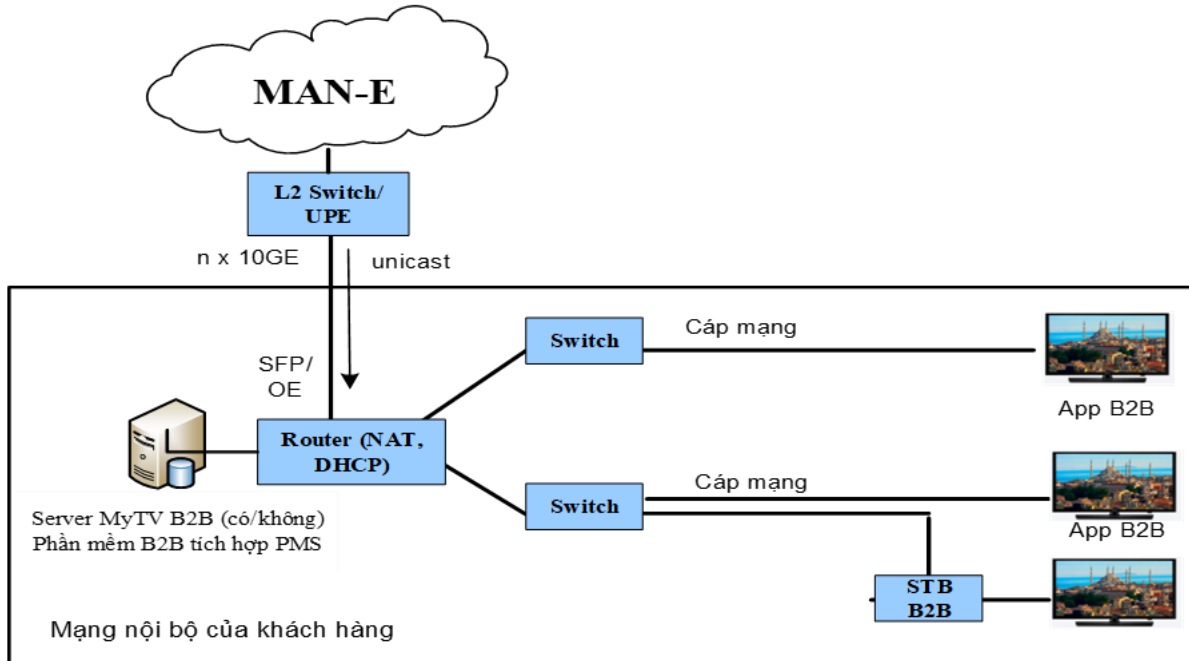 MAN-E
L2 Switch/
UPE
n x 10GE
unicast
SFP/
OE
Switch
Cáp mạng
App B2B
Router (NAT,
DHCP)
Server MyTV B2B (có/không)
Phần mềm B2B tích hợp PMS
Switch
Cáp mạng
App B2B
STB
B2B
Mạng nội bộ của khách hàng